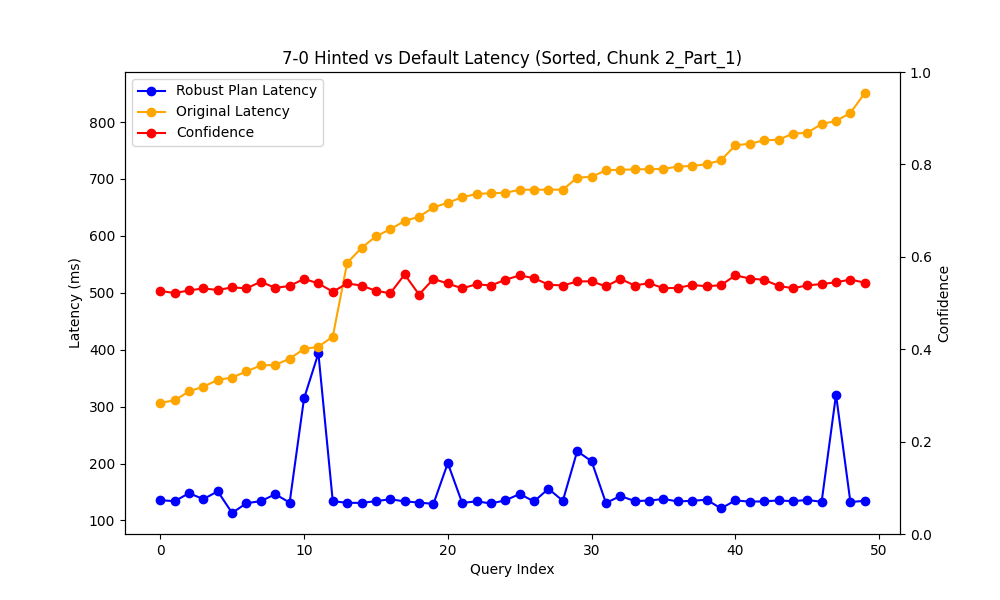 7-0 Hinted vs Default Latency (Sorted, Chunk 2_Part_1)
Robust Plan Latency
Original Latency
Confidence
Latency (ms)
800
700
600
500
400
300
200
100
0 10 20 30 40 50
Query Index
1.0
0.8
0.6
0.4
0.2
0.0
Confidence